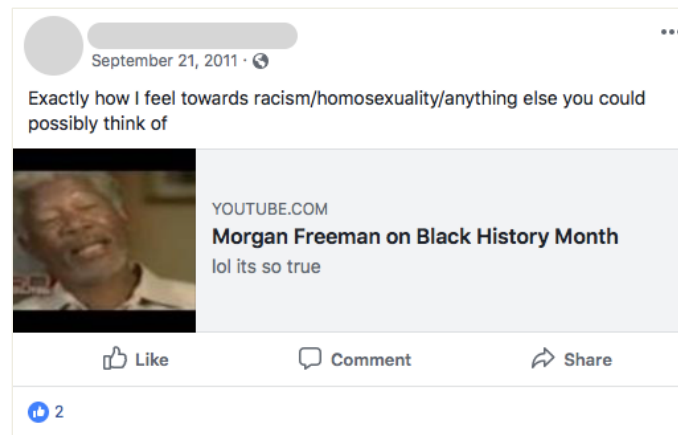 September 21, 2011 ·
Exactly how I feel towards racism/homosexuality/anything else you could
possibly think of
YOUTUBE.COM
Morgan Freeman on Black History Month
lol its so true
Like Comment Share
2